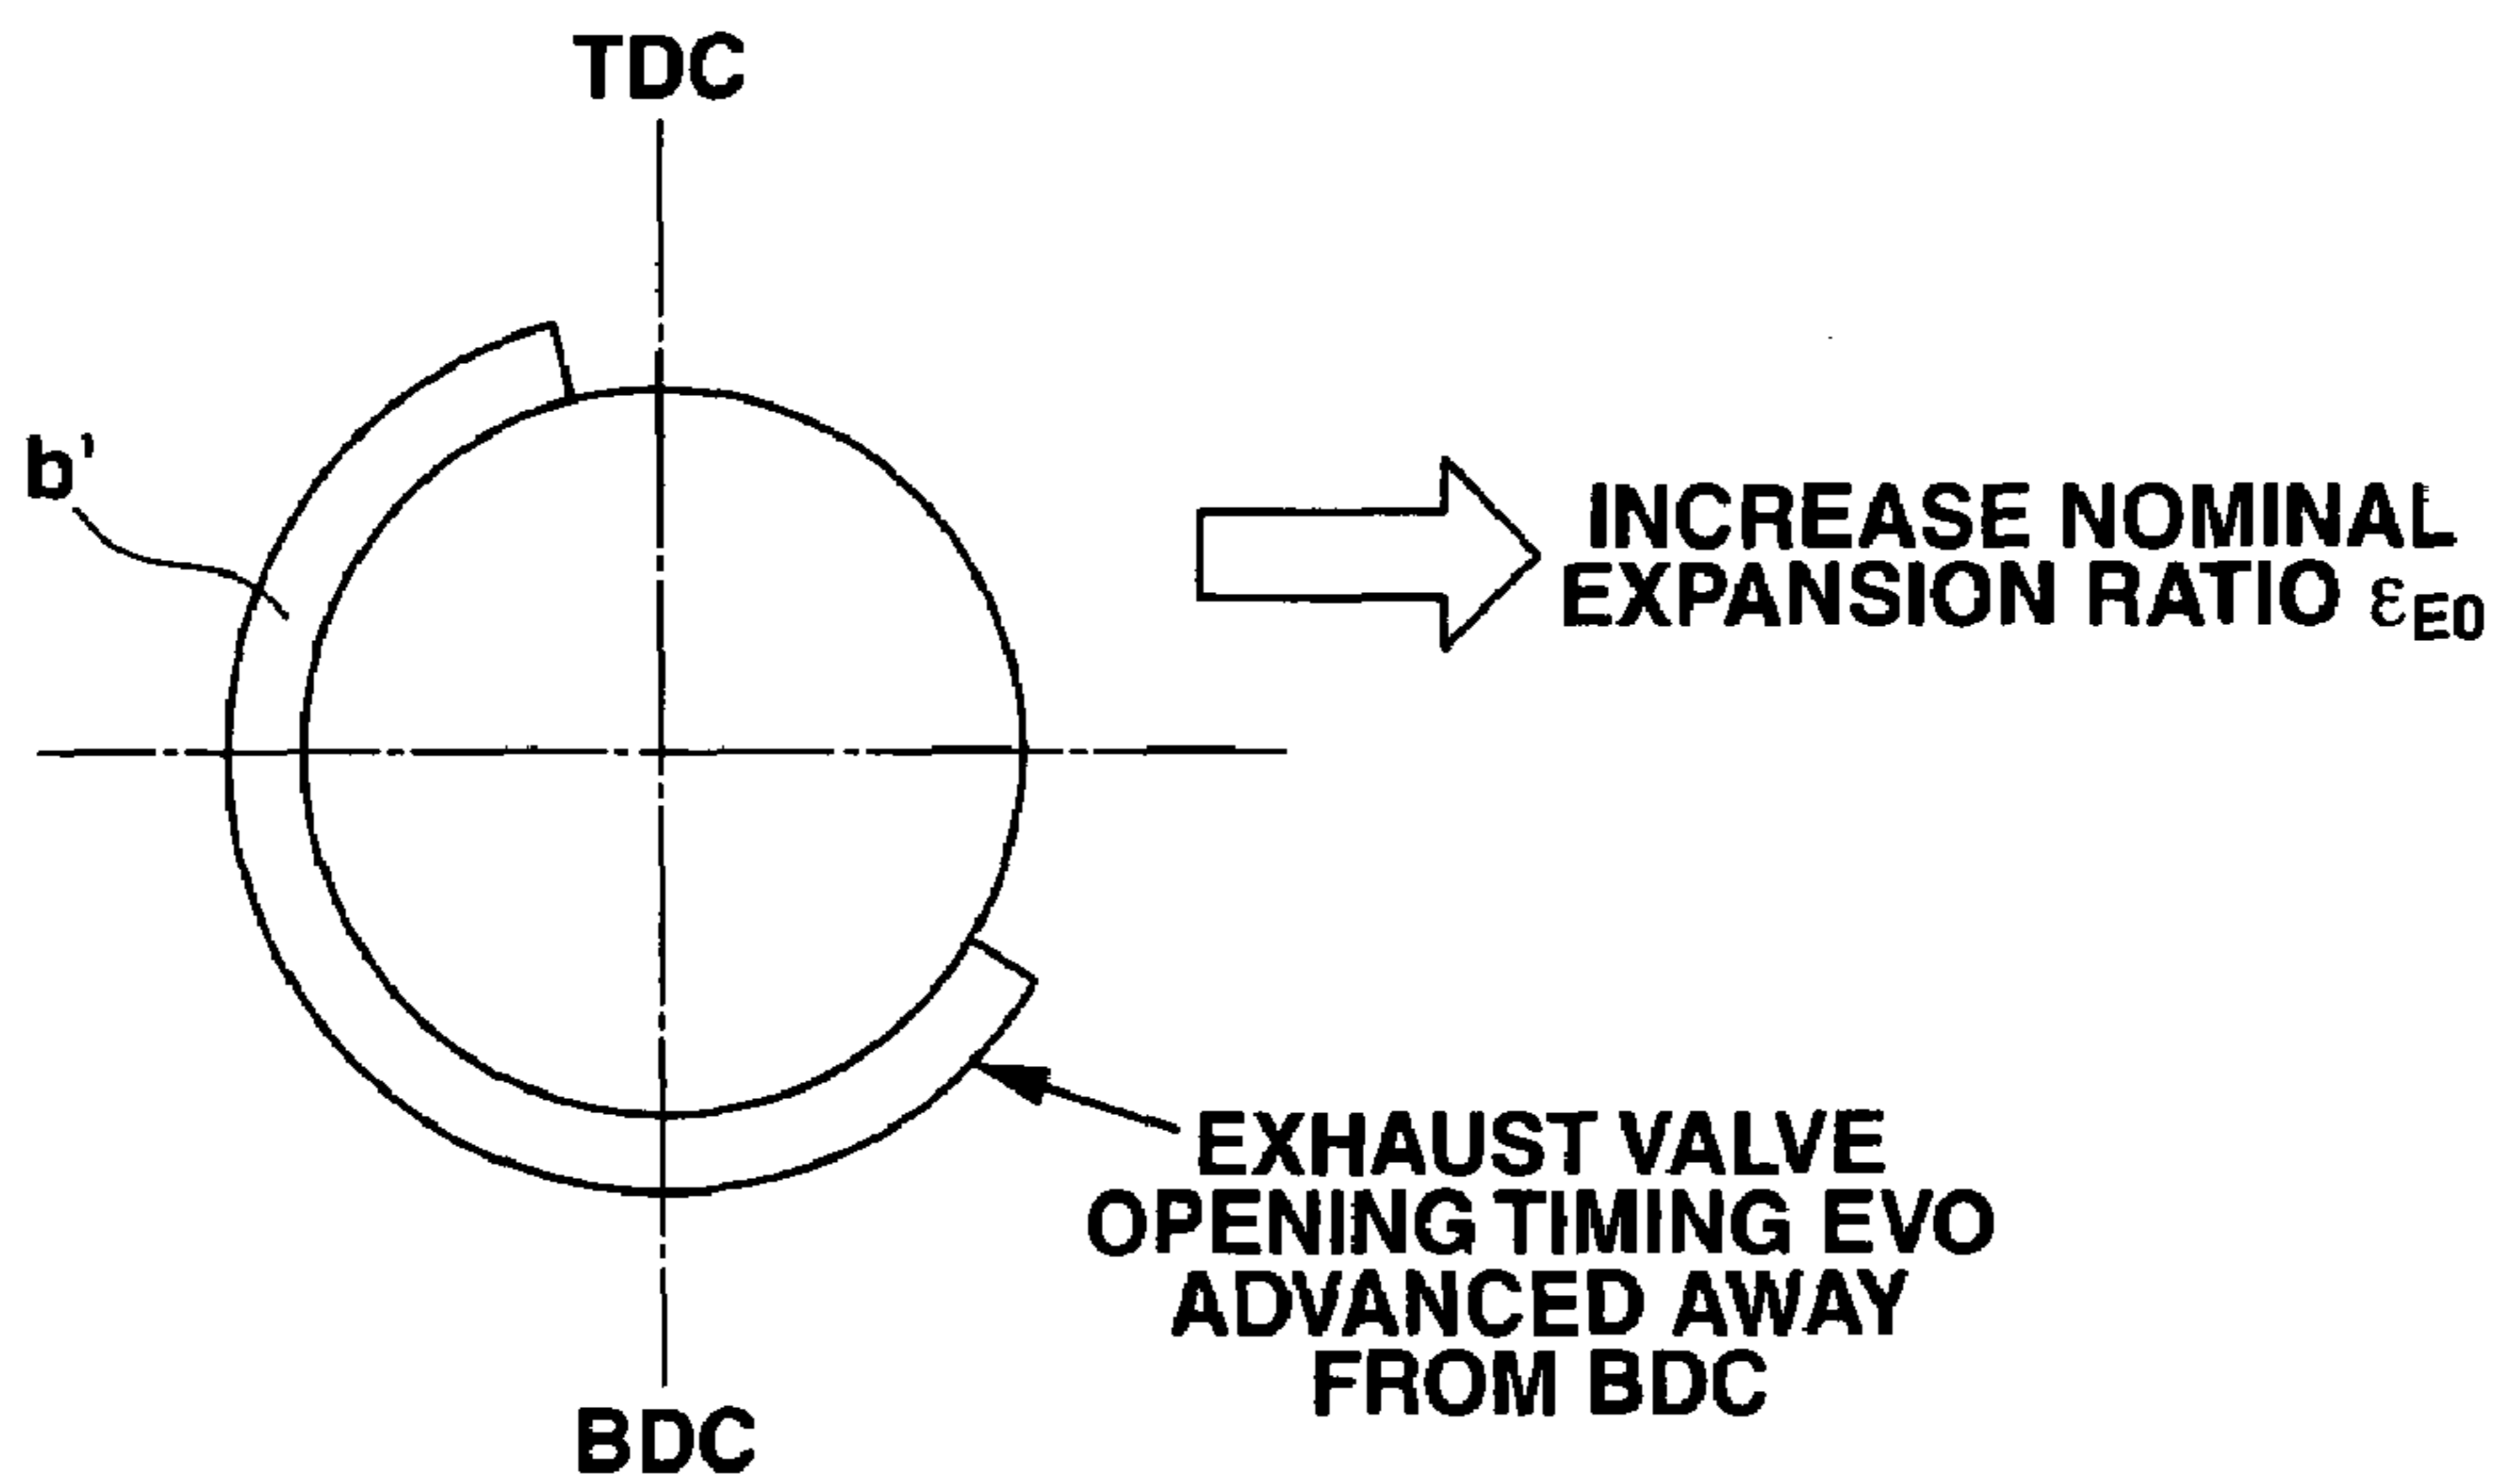 TDC
b'
INCREASE NOMINAL
EXPANSION RATIO εE0
EXHAUST VALVE
OPENING TIMING EVO
ADVANCED AWAY
FROM BDC
BDC